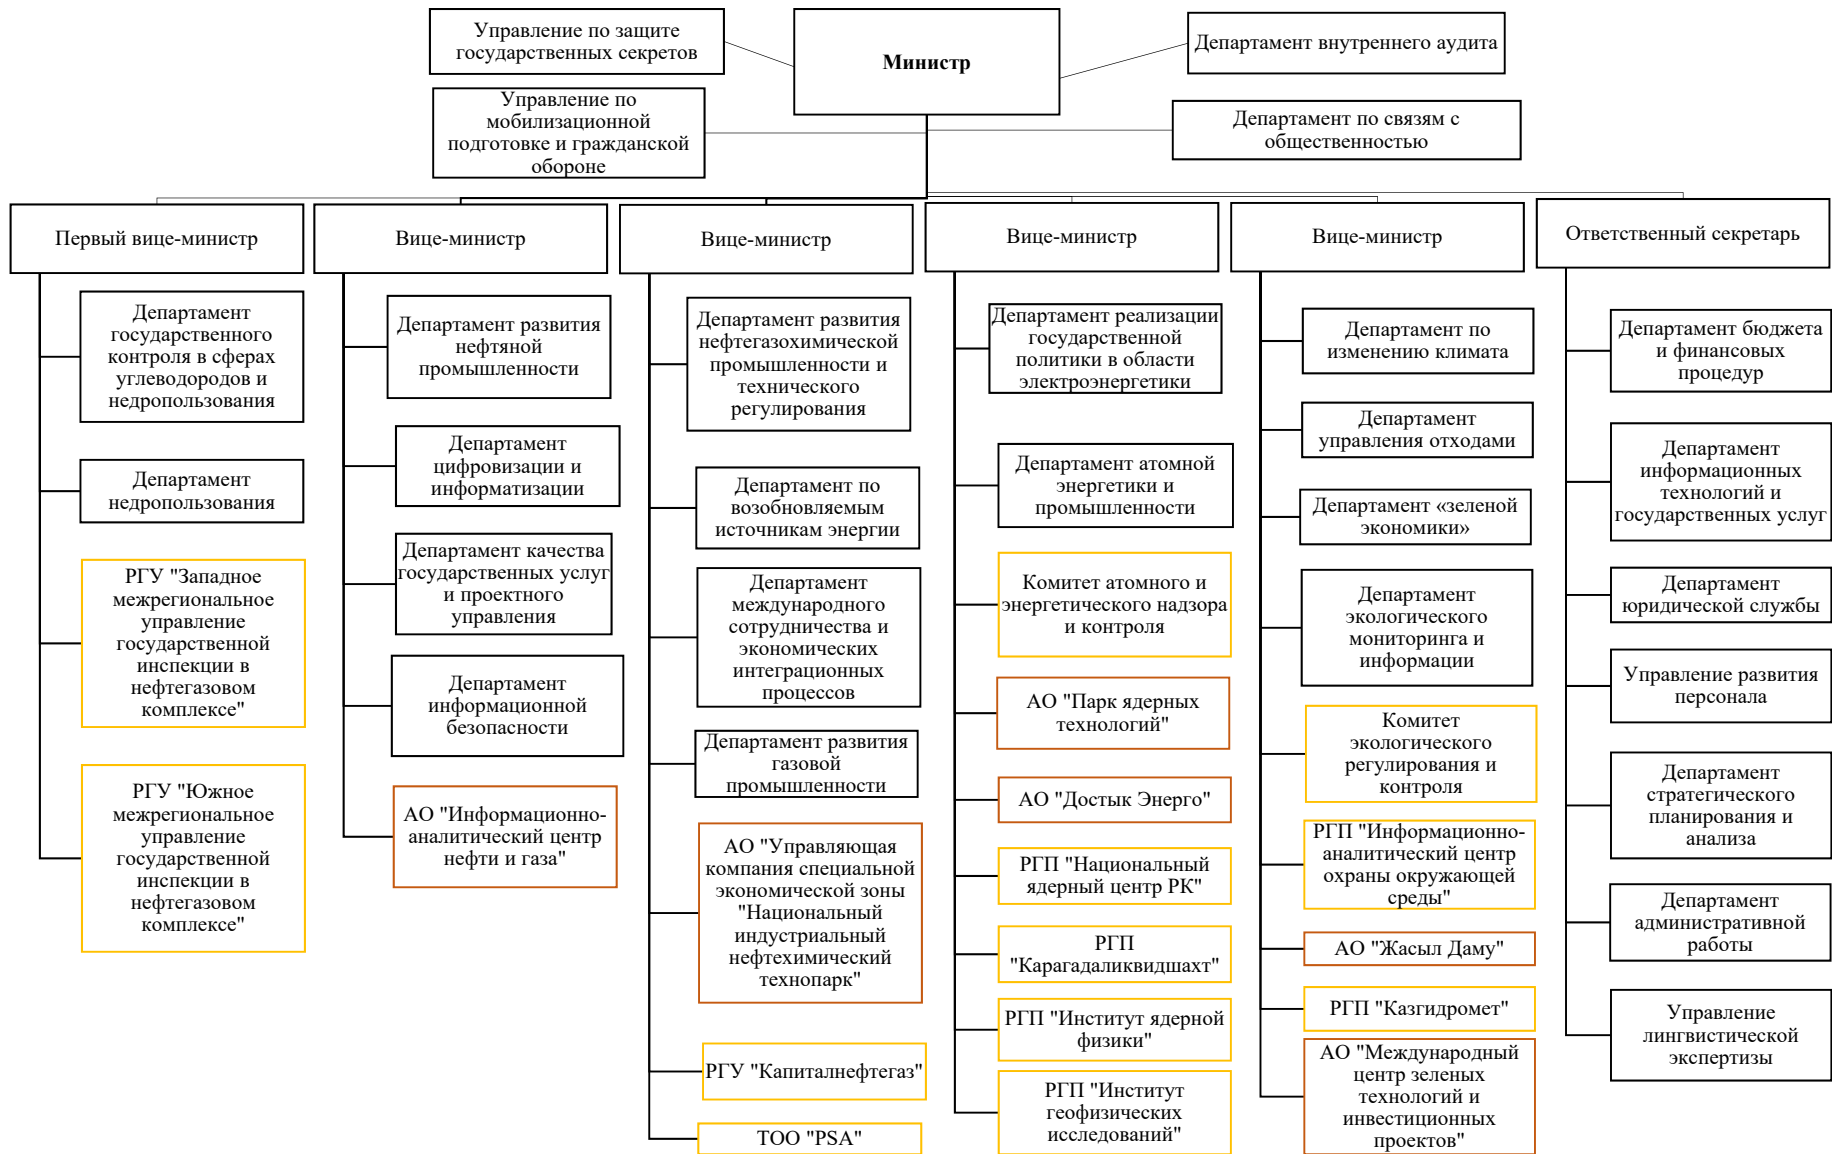 Управление по защите
государственных секретов
Министр
Департамент внутреннего аудита
Управление по
мобилизационной
подготовке и гражданской
обороне
Департамент по связям с
общественностью
Первый вице-министр
Департамент
государственного
контроля в сферах
углеводородов и
недропользования
Департамент
недропользования
РГУ "Западное
межрегиональное
управление
государственной
инспекции в
нефтегазовом
комплексе"
РГУ "Южное
межрегиональное
управление
государственной
инспекции в
нефтегазовом
комплексе"
Вице-министр
Департамент развития
нефтяной
промышленности
Департамент
цифровизации и
информатизации
Департамент качества
государственных услуг
и проектного
управления
Департамент
информационной
безопасности
АО "Информационно-
аналитический центр
нефти и газа"
Вице-министр
Департамент развития
нефтегазохимической
промышленности и
технического
регулирования
Департамент по
возобновляемым
источникам энергии
Департамент
международного
сотрудничества и
экономических
интеграционных
процессов
Департамент развития
газовой
промышленности
АО "Управляющая
компания специальной
экономической зоны
"Национальный
индустриальный
нефтехимический
технопарк"
РГУ "Капиталнефтегаз"
ТОО "PSA"
Вице-министр
Департамент реализации
государственной
политики в области
электроэнергетики
Департамент атомной
энергетики и
промышленности
Комитет атомного и
энергетического надзора
и контроля
АО "Парк ядерных
технологий"
АО "Достык Энерго"
РГП "Национальный
ядерный центр РК"
РГП
"Карагадаликвидшахт"
РГП "Институт ядерной
физики"
РГП "Институт
геофизических
исследований"
Вице-министр
Департамент по
изменению климата
Департамент
управления отходами
Департамент «зеленой
экономики»
Департамент
экологического
мониторинга и
информации
Комитет
экологического
регулирования и
контроля
РГП "Информационно-
аналитический центр
охраны окружающей
среды"
АО "Жасыл Даму"
РГП "Казгидромет"
АО "Международный
центр зеленых
технологий и
инвестиционных
проектов"
Ответственный секретарь
Департамент бюджета
и финансовых
процедур
Департамент
информационных
технологий и
государственных услуг
Департамент
юридической службы
Управление развития
персонала
Департамент
стратегического
планирования и
анализа
Департамент
административной
работы
Управление
лингвистической
экспертизы